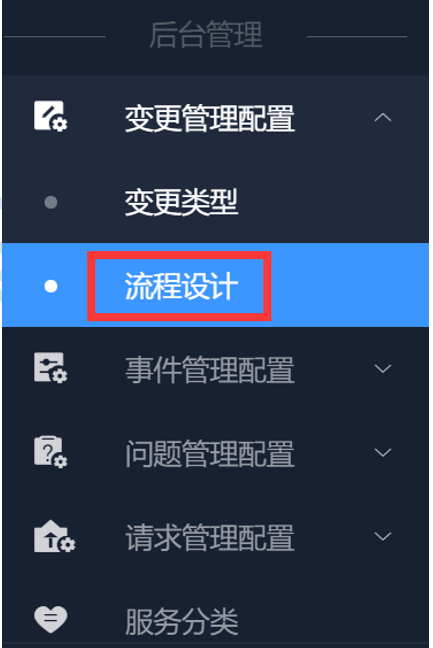 后台管理
变更管理配置
变更类型
流程设计
事件管理配置
问题管理配置
请求管理配置
服务分类